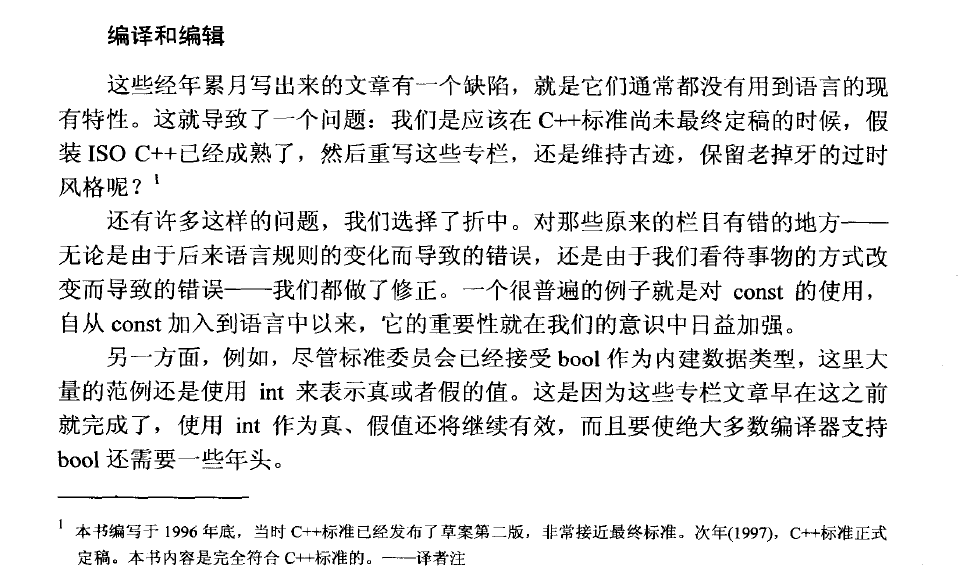 编译和编辑
这些经年累月写出来的文章有一个缺陷，就是它们通常都没有用到语言的现
有特性。这就导致了一个问题：我们是应该在 C++标准尚未最终定稿的时候，假
装 ISO C++已经成熟了，然后重写这些专栏，还是维持古迹，保留老掉牙的过时
风格呢？1
还有许多这样的问题，我们选择了折中。对那些原来的栏目有错的地方——
无论是由于后来语言规则的变化而导致的错误，还是由于我们看待事物的方式改
变而导致的错误——我们都做了修正。一个很普遍的例子就是对 const 的使用，
自从 const 加入到语言中以来，它的重要性就在我们的意识中日益加强。
另一方面，例如，尽管标准委员会已经接受 bool 作为内建数据类型，这里大
量的范例还是使用 int 来表示真或者假的值。这是因为这些专栏文章早在这之前
就完成了，使用 int 作为真、假值还将继续有效，而且要使绝大多数编译器支持
bool 还需要一些年头。
1 本书编写于 1996 年底，当时 C++标准已经发布了草案第二版，非常接近最终标准。次年(1997)，C++标准正式
定稿。本书内容是完全符合 C++标准的。——译者注